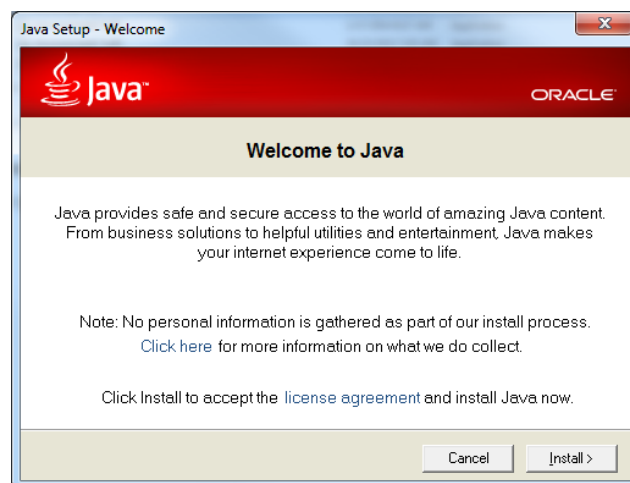 Java Setup - Welcome
Java™
ORACLE®
Welcome to Java
Java provides safe and secure access to the world of amazing Java content.
From business solutions to helpful utilities and entertainment, Java makes
your internet experience come to life.
Note: No personal information is gathered as part of our install process.
Click here for more information on what we do collect.
Click Install to accept the license agreement and install Java now.
Cancel
Install >